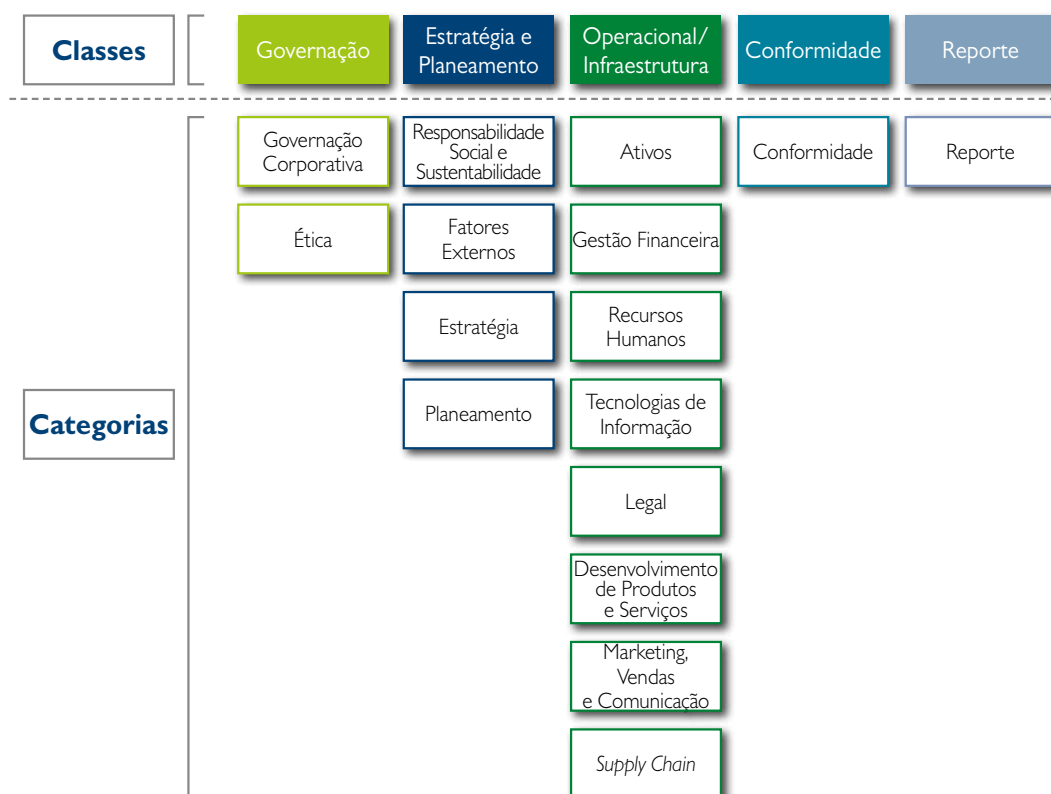 Classes
Governação
Estratégia e
Planeamento
Operacional/
Infraestrutura
Conformidade
Reporte
Categorias
Governação
Corporativa
Ética
Responsabilidade
Social e
Sustentabilidade
Fatores
Externos
Estratégia
Planeamento
Ativos
Gestão Financeira
Recursos
Humanos
Tecnologias de
Informação
Legal
Desenvolvimento
de Produtos
e Serviços
Marketing,
Vendas
e Comunicação
Supply Chain
Conformidade
Reporte